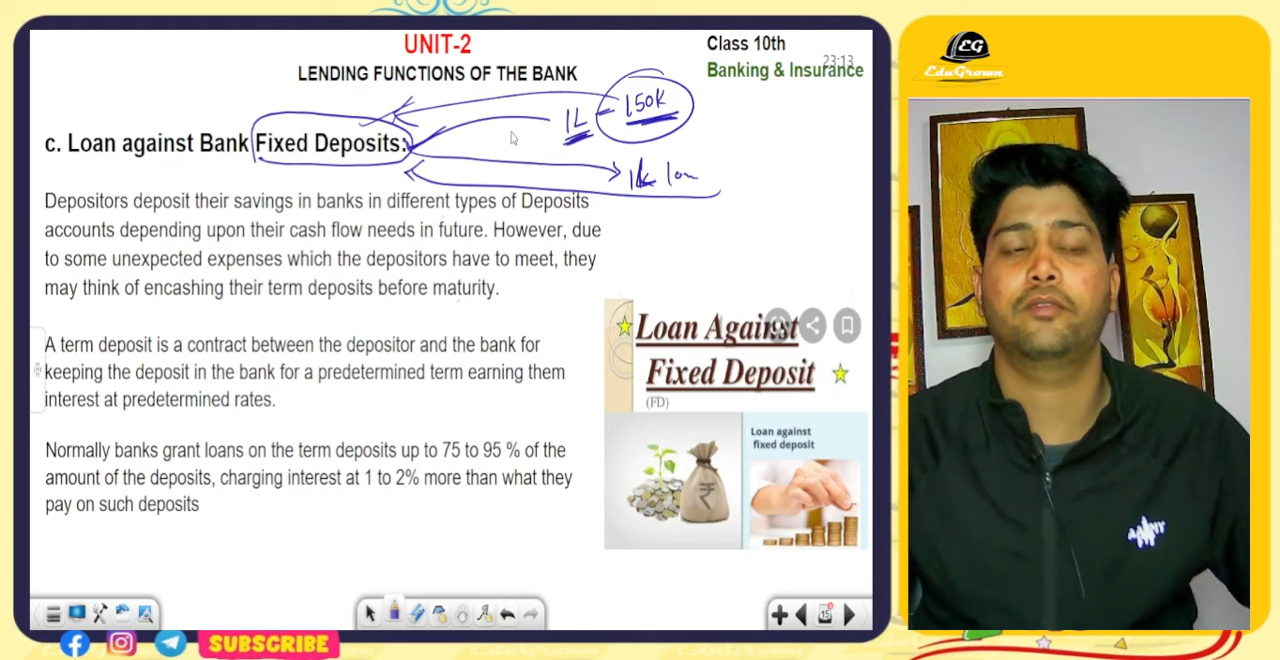 UNIT-2
Class 10th
23:13
LENDING FUNCTIONS OF THE BANK
Banking & Insurance
EG
EduGrown
1L - 150K
c. Loan against Bank Fixed Deposits:
loan
Depositors deposit their savings in banks in different types of Deposits
accounts depending upon their cash flow needs in future. However, due
to some unexpected expenses which the depositors have to meet, they
may think of encashing their term deposits before maturity.
A term deposit is a contract between the depositor and the bank for
keeping the deposit in the bank for a predetermined term earning them
interest at predetermined rates.
Normally banks grant loans on the term deposits up to 75 to 95 % of the
amount of the deposits, charging interest at 1 to 2% more than what they
pay on such deposits
Loan Against
Fixed Deposit
(FD)
Loan against
fixed deposit
₹
15
SUBSCRIBE